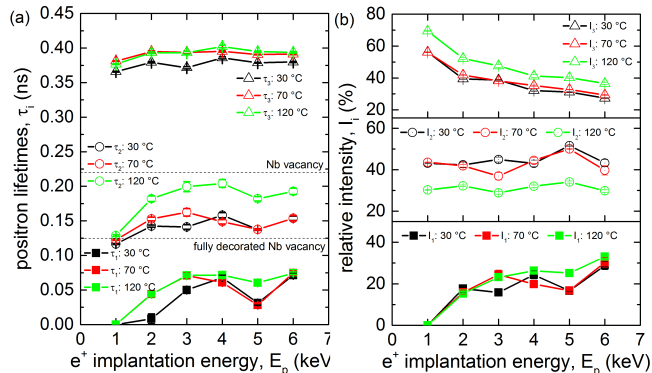 (a)
positron lifetimes, τi (ns)
0.45
0.40
0.35
0.30
0.25
0.20
0.15
0.10
0.05
0.00
τ3: 30 °C
τ3: 70 °C
τ3: 120 °C
τ2: 30 °C
τ2: 70 °C
τ2: 120 °C
Nb vacancy
fully decorated Nb vacancy
τ1: 30 °C
τ1: 70 °C
τ1: 120 °C
0 1 2 3 4 5 6 7
e+ implantation energy, Ep (keV)
(b)
relative intensity, Ii (%)
80
60
40
20
I3: 30 °C
I3: 70 °C
I3: 120 °C
60
40
20
I2: 30 °C
I2: 70 °C
I2: 120 °C
40
20
0
I1: 30 °C
I1: 70 °C
I1: 120 °C
0 1 2 3 4 5 6 7
e+ implantation energy, Ep (keV)